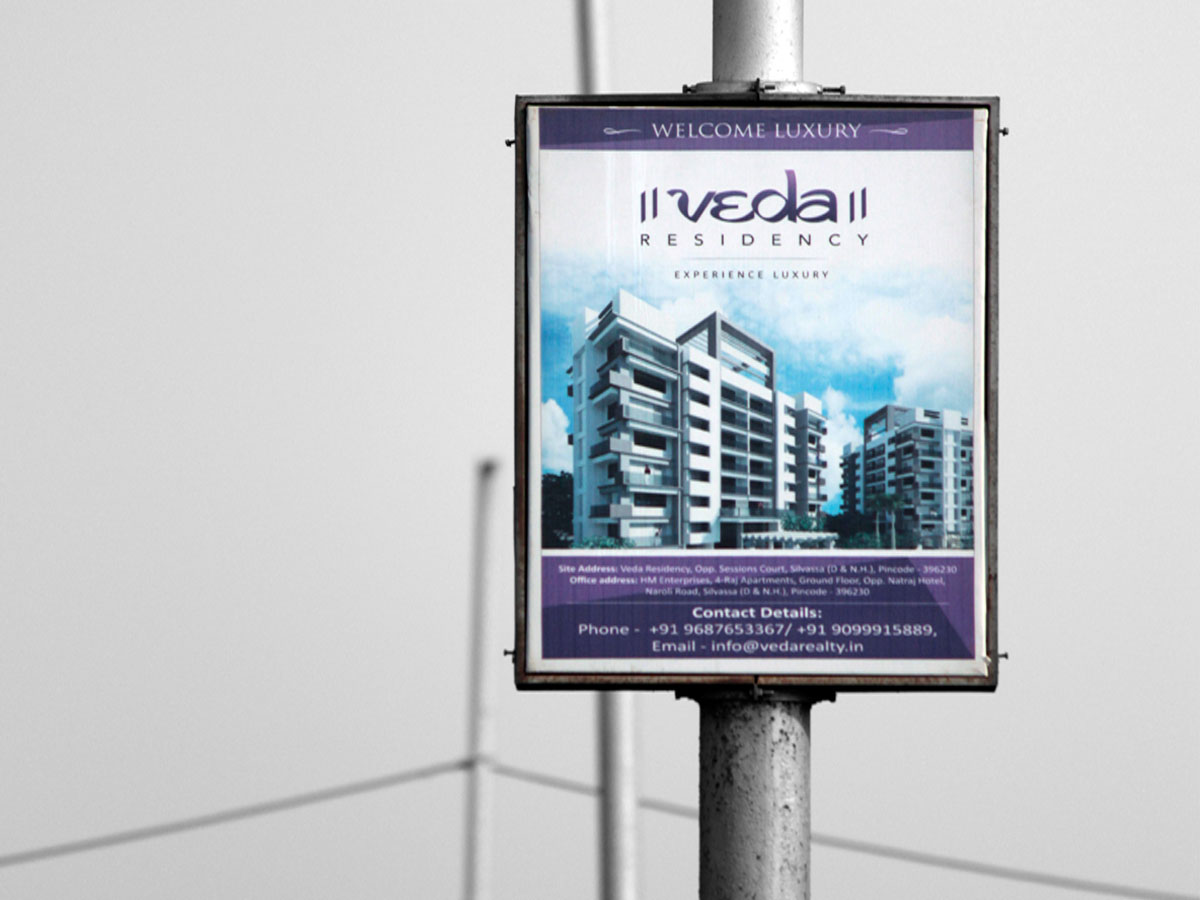 WELCOME LUXURY
|| veda ||
RESIDENCY
EXPERIENCE LUXURY
Site Address: Veda Residency, Opp. Sessions Court, Silvassa (D & N.H.), Pincode - 396230
Office address: HM Enterprises, 4-Raj Apartments, Ground Floor, Opp. Natraj Hotel,
Naroli Road, Silvassa (D & N.H.), Pincode - 396230
Contact Details:
Phone - +91 9687653367/ +91 9099915889,
Email - info@vedarealty.in